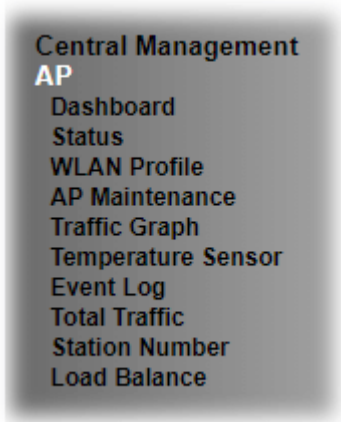 Central Management
AP
Dashboard
Status
WLAN Profile
AP Maintenance
Traffic Graph
Temperature Sensor
Event Log
Total Traffic
Station Number
Load Balance